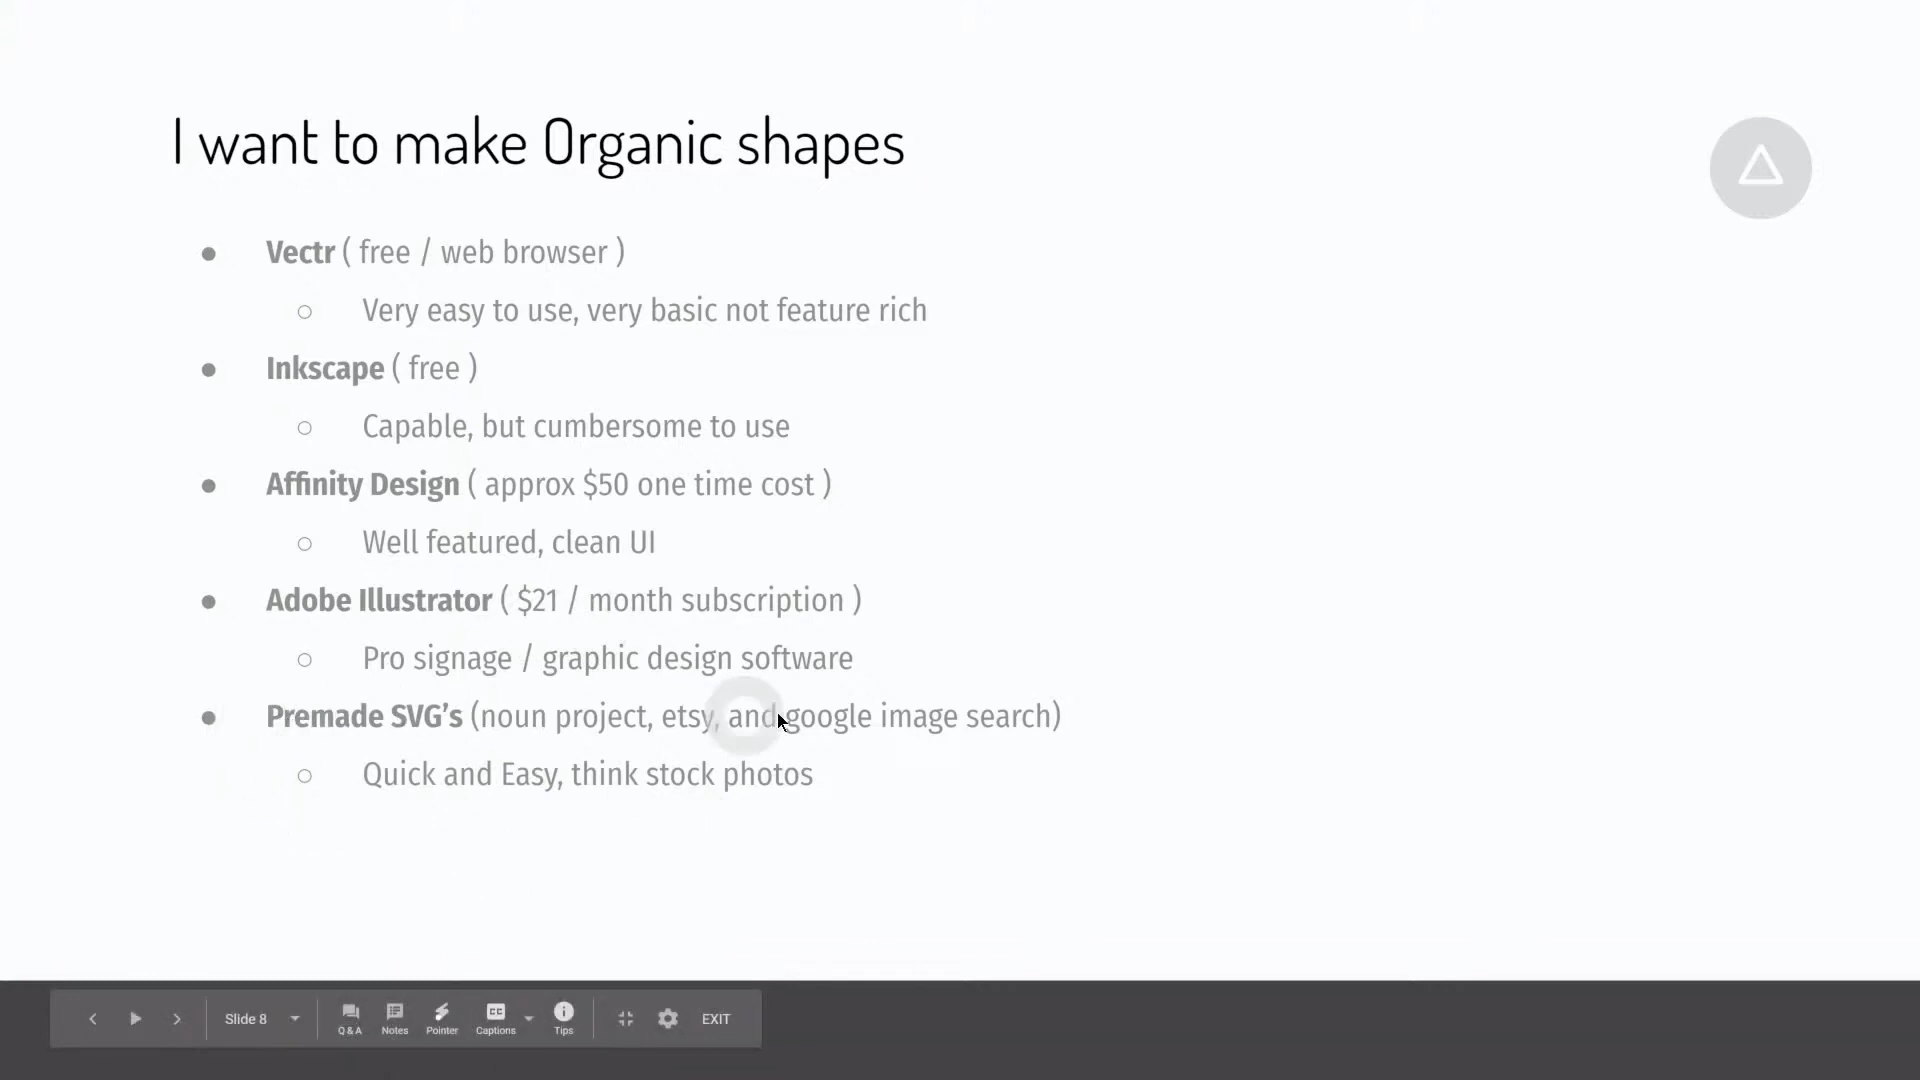 I want to make Organic shapes
● Vectr ( free / web browser )
○ Very easy to use, very basic not feature rich
● Inkscape ( free )
○ Capable, but cumbersome to use
● Affinity Design ( approx $50 one time cost )
○ Well featured, clean UI
● Adobe Illustrator ( $21 / month subscription )
○ Pro signage / graphic design software
● Premade SVG's (noun project, etsy, and google image search)
○ Quick and Easy, think stock photos
Slide 8 Q & A Notes Pointer CC Captions Tips EXIT